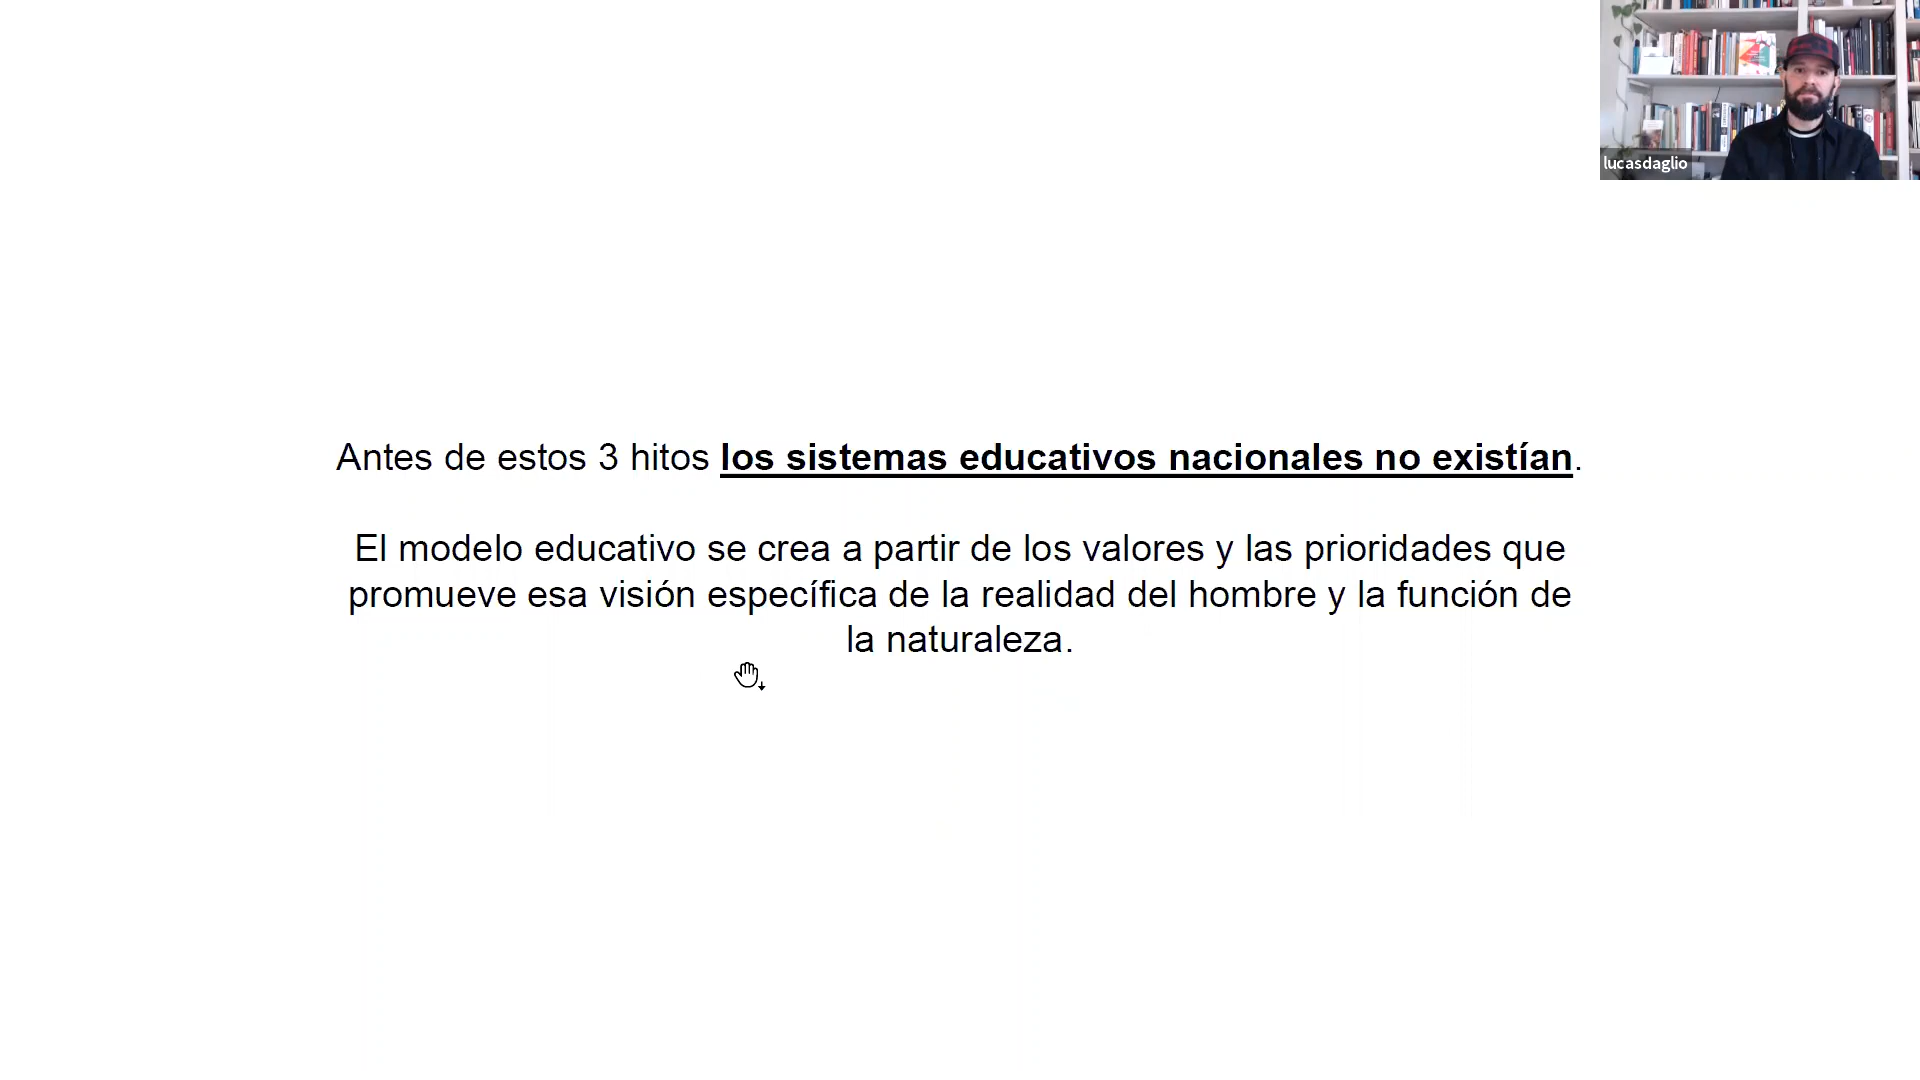 lucasdaglio
Antes de estos 3 hitos los sistemas educativos nacionales no existían.
El modelo educativo se crea a partir de los valores y las prioridades que
promueve esa visión específica de la realidad del hombre y la función de
la naturaleza.